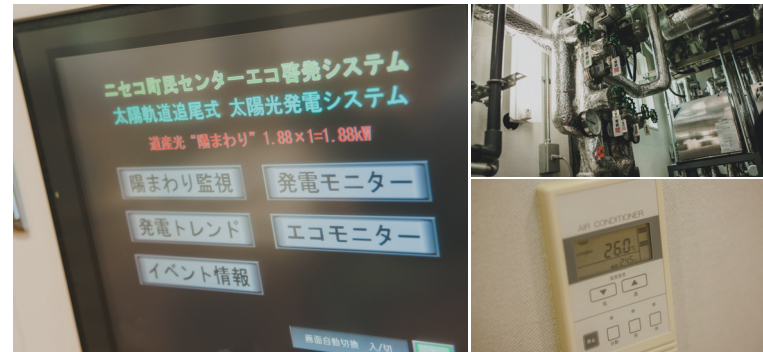 ニセコ町民センターエコ啓発システム
太陽軌道追尾式 太陽光発電システム
道産光“陽まわり”1.88×1=1.88kW
陽まわり監視
発電モニター
発電トレンド
エコモニター
イベント情報
画面自動切換 入/切
AIR CONDITIONER
26.0